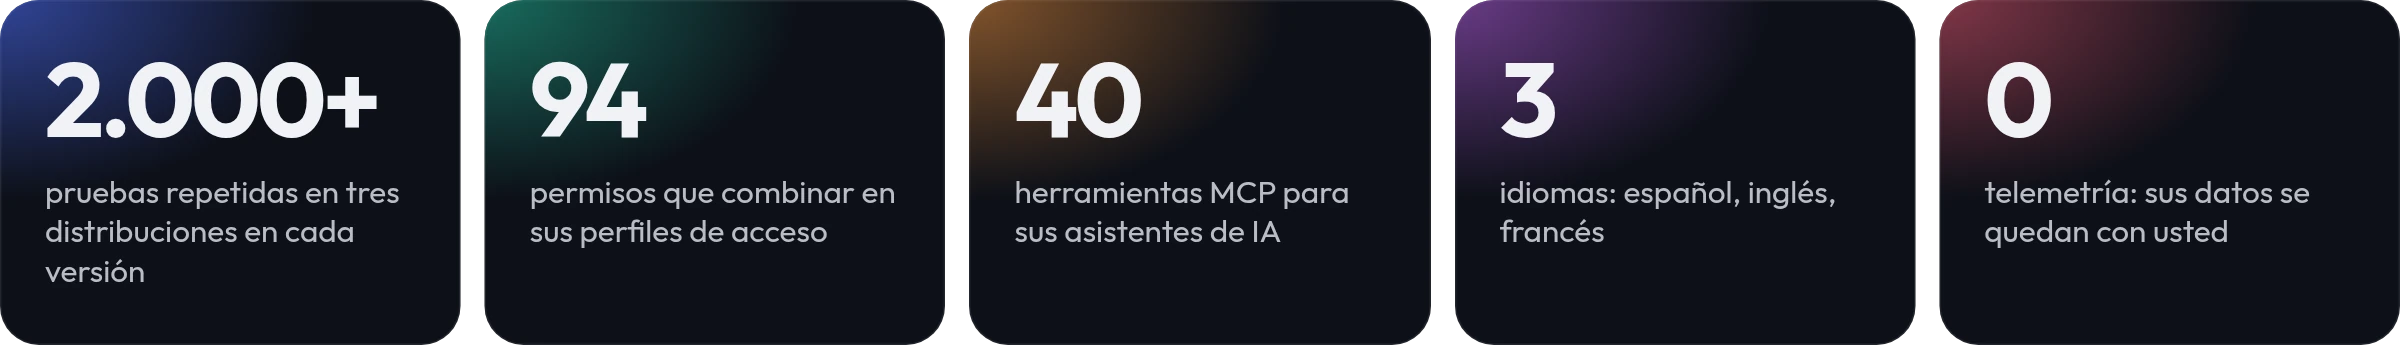 2.000+
pruebas repetidas en tres
distribuciones en cada
versión
94
permisos que combinar en
sus perfiles de acceso
40
herramientas MCP para
sus asistentes de IA
3
idiomas: español, inglés,
francés
0
telemetría: sus datos se
quedan con usted